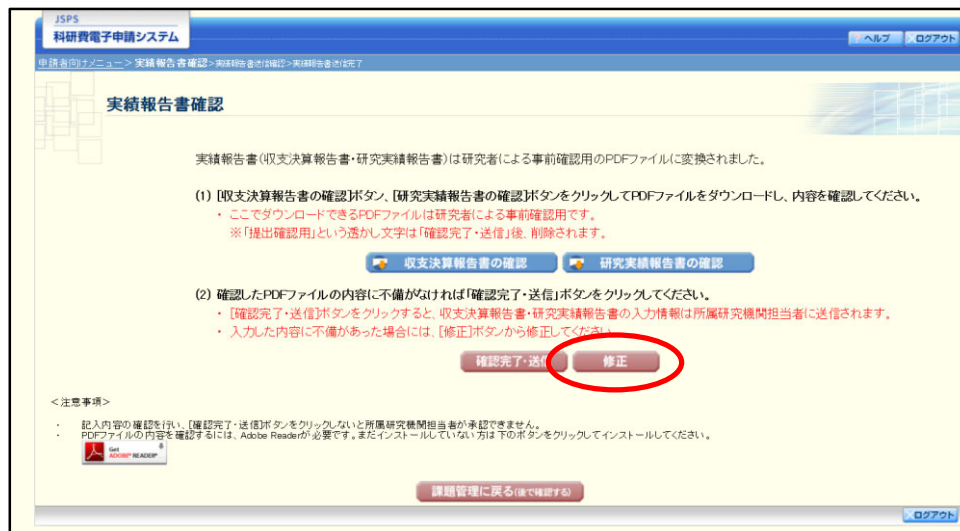 JSPS
科研費電子申請システム
ヘルプ
ログアウト
申請者向けメニュー>実績報告書確認>実績報告書送信確認>実績報告書送信完了
実績報告書確認
実績報告書(収支決算報告書・研究実績報告書)は研究者による事前確認用のPDFファイルに変換されました。
(1) [収支決算報告書の確認]ボタン、[研究実績報告書の確認]ボタンをクリックしてPDFファイルをダウンロードし、内容を確認してください。
・ ここでダウンロードできるPDFファイルは研究者による事前確認用です。
※「提出確認用」という透かし文字は「確認完了・送信」後、削除されます。
収支決算報告書の確認
研究実績報告書の確認
(2) 確認したPDFファイルの内容に不備がなければ「確認完了・送信」ボタンをクリックしてください。
・ [確認完了・送信]ボタンをクリックすると、収支決算報告書・研究実績報告書の入力情報は所属研究機関担当者に送信されます。
・ 入力した内容に不備があった場合には、[修正]ボタンから修正してください。
確認完了・送信
修正
<注意事項>
・ 記入内容の確認を行い、[確認完了・送信]ボタンをクリックしないと所属研究機関担当者が承認できません。
・ PDFファイルの内容を確認するには、Adobe Readerが必要です。まだインストールしていない方は下のボタンをクリックしてインストールしてください。
Get
ADOBE® READER®
課題管理に戻る(後で確認する)
ログアウト